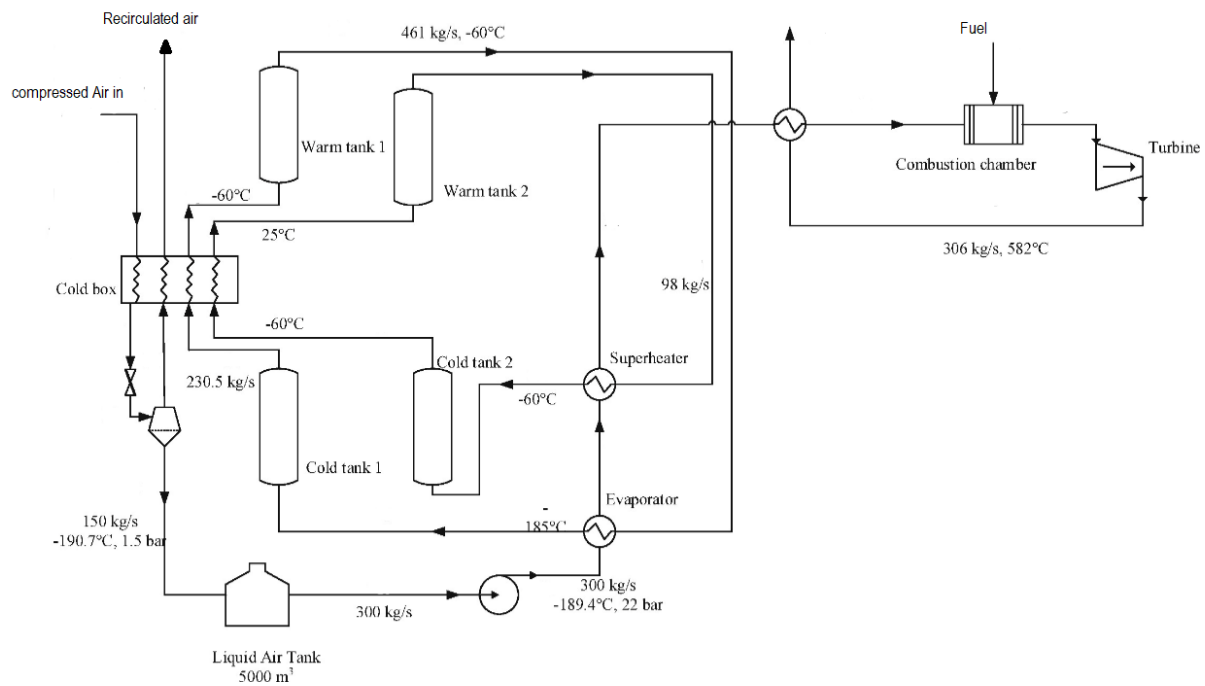 Recirculated air
461 kg/s, -60°C
Fuel
compressed Air in
Warm tank 1
Combustion chamber
Turbine
-60°C
Warm tank 2
25°C
306 kg/s, 582°C
98 kg/s
Cold box
-60°C
Superheater
Cold tank 2
230.5 kg/s
-60°C
Cold tank 1
Evaporator
-
185°C
150 kg/s
-190.7°C, 1.5 bar
300 kg/s
300 kg/s
-189.4°C, 22 bar
Liquid Air Tank
5000 m³